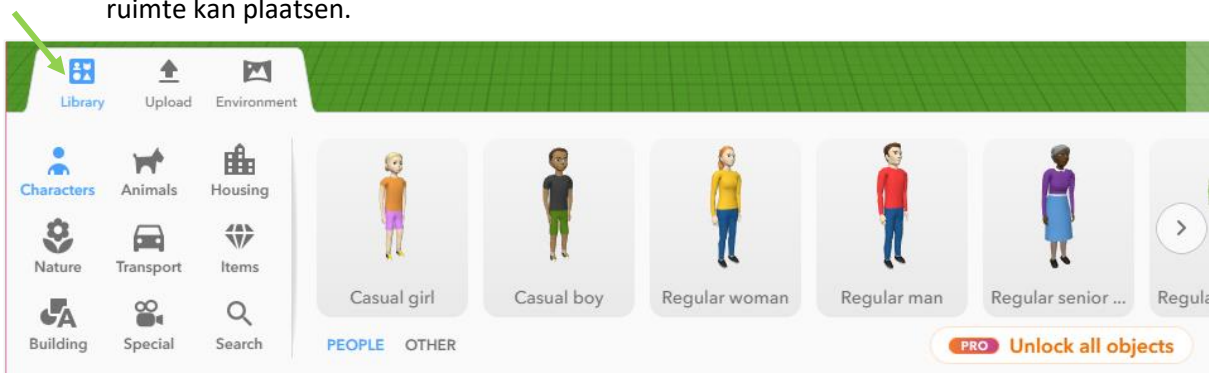 ruimte kan plaatsen.
Library Upload Environment
Characters Animals Housing
Nature Transport Items
Building Special Search
Casual girl Casual boy Regular woman Regular man Regular senior ... Regula
PEOPLE OTHER
PRO Unlock all objects